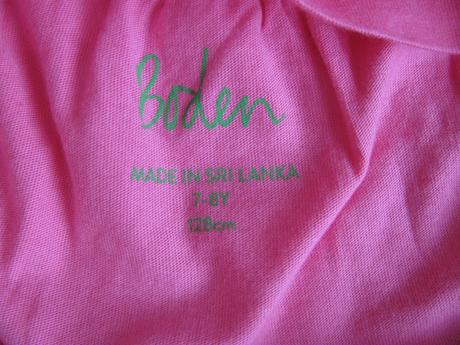 Boden
MADE IN SRI LANKA
7-8Y
128cm